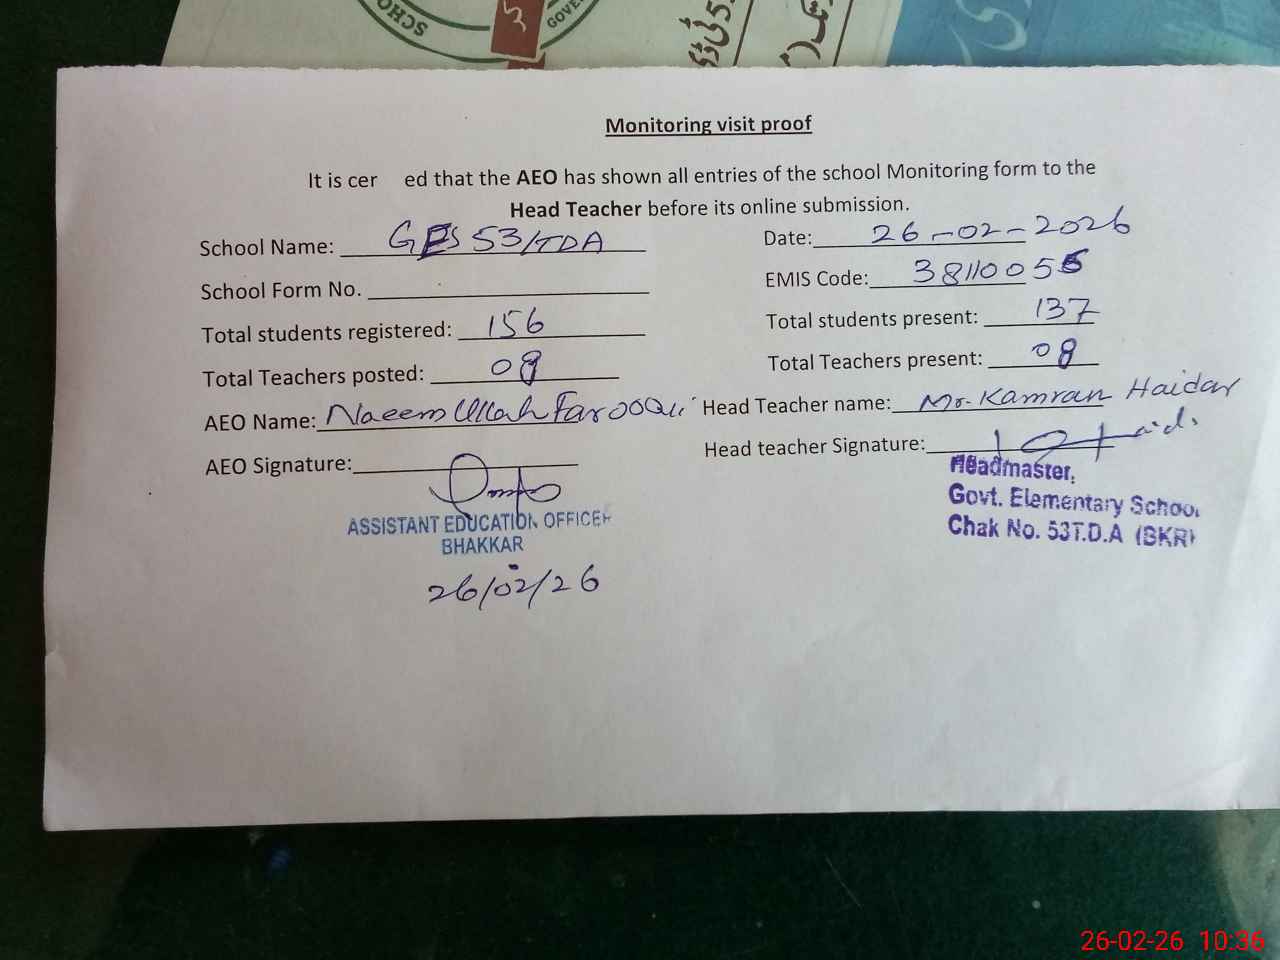 SCHO
GOVE
Monitoring visit proof
It is cer ed that the AEO has shown all entries of the school Monitoring form to the
Head Teacher before its online submission.
School Name: GES 53/TDA Date: 26-02-2026
School Form No. EMIS Code:
Total students registered: 156 Total students present: 137
Total Teachers posted: 08 Total Teachers present: 08
AEO Name: Naeem Ullah Farooqui Head Teacher name: Mr. Kamran Haidar
AEO Signature: Head teacher Signature:
Headmaster,
Govt. Elementary School
Chak No. 53T.D.A (BKR)
ASSISTANT EDUCATION OFFICER
BHAKKAR
26/02/26
26-02-26 10:36